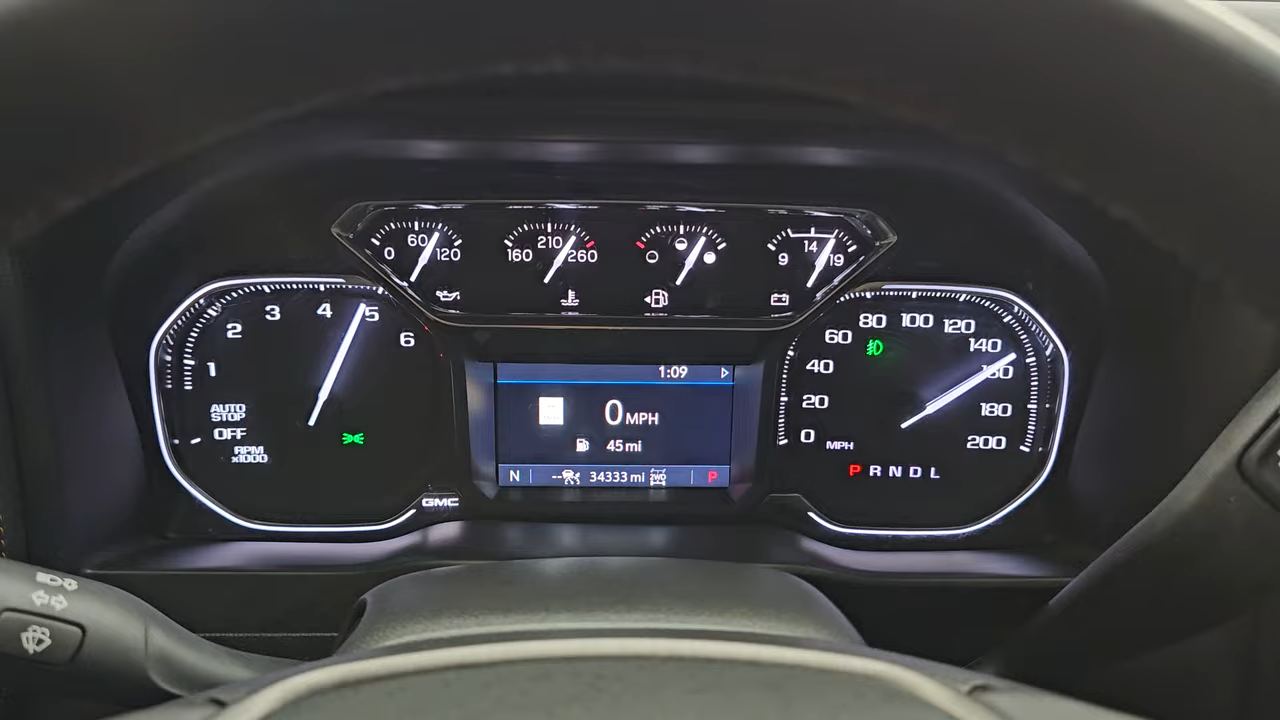 0 60 120
160 210 260
9 14 19
1 2 3 4 5 6
AUTO
STOP
OFF
RPM
x1000
GMC
1:09
0 MPH
45 mi
N -- 34333 mi 2WD P
0 20 40 60 80 100 120 140 160 180 200
MPH
P R N D L